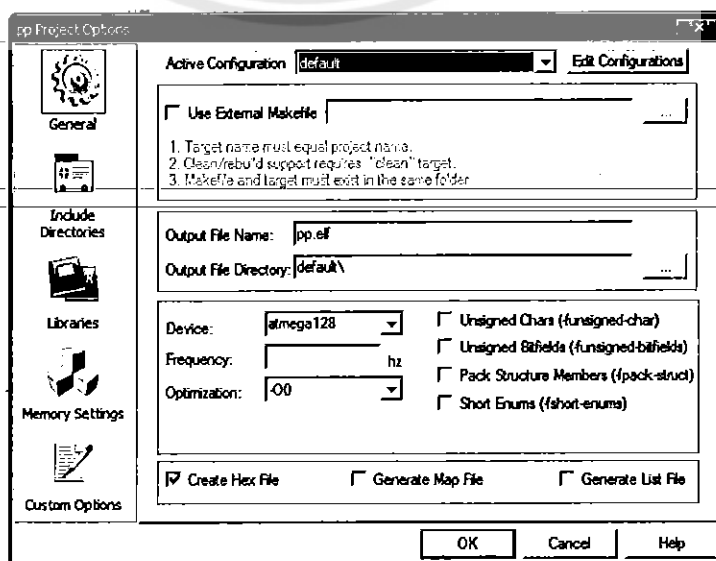 pp Project Options
General
Include
Directories
Libraries
Memory Settings
Custom Options
Active Configuration default Edit Configurations
Use External Makefile ...
1. Target name must equal project name.
2. Clean/rebuild support requires "clean" target.
3. Makefile and target must exist in the same folder
Output File Name: pp.elf
Output File Directory: default\ ...
Device: atmega128
Frequency: hz
Optimization: -O0
Unsigned Chars (-funsigned-char)
Unsigned Bitfields (-funsigned-bitfields)
Pack Structure Members (-fpack-struct)
Short Enums (-fshort-enums)
Create Hex File Generate Map File Generate List File
OK Cancel Help